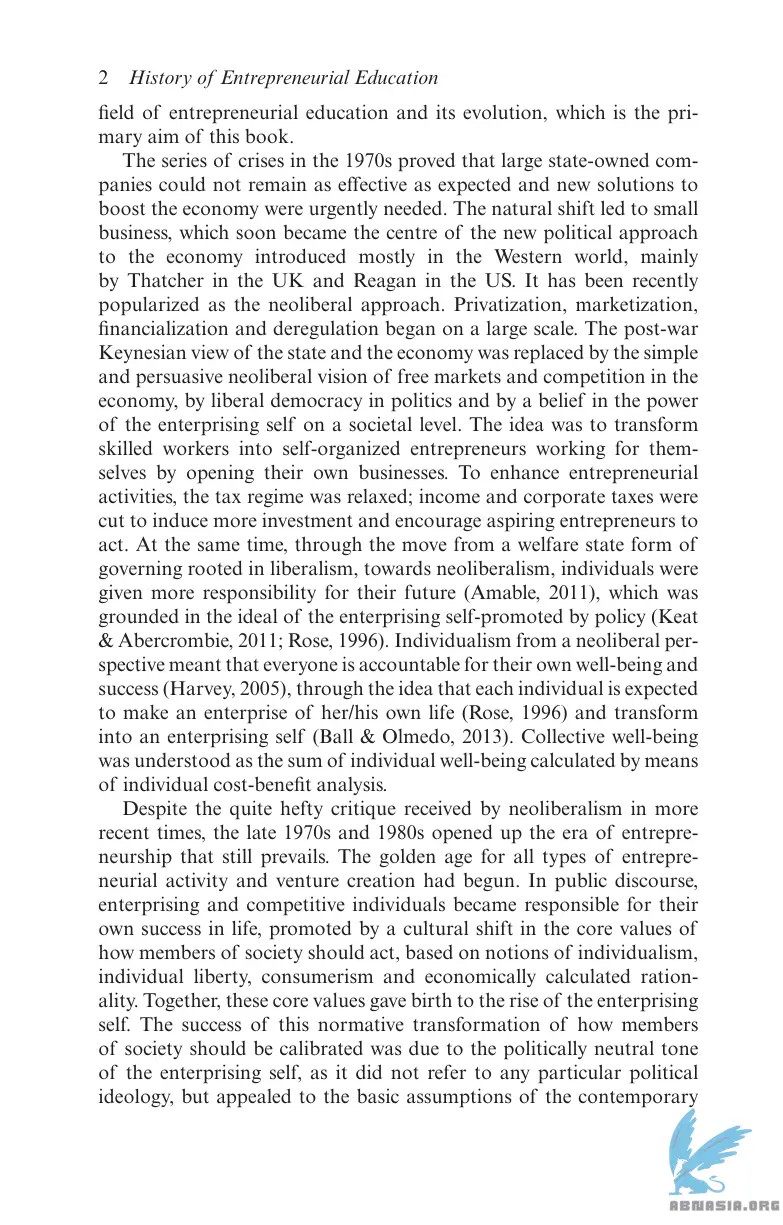 2 History of Entrepreneurial Education
field of entrepreneurial education and its evolution, which is the pri-
mary aim of this book.
The series of crises in the 1970s proved that large state-owned com-
panies could not remain as effective as expected and new solutions to
boost the economy were urgently needed. The natural shift led to small
business, which soon became the centre of the new political approach
to the economy introduced mostly in the Western world, mainly
by Thatcher in the UK and Reagan in the US. It has been recently
popularized as the neoliberal approach. Privatization, marketization,
financialization and deregulation began on a large scale. The post-war
Keynesian view of the state and the economy was replaced by the simple
and persuasive neoliberal vision of free markets and competition in the
economy, by liberal democracy in politics and by a belief in the power
of the enterprising self on a societal level. The idea was to transform
skilled workers into self-organized entrepreneurs working for them-
selves by opening their own businesses. To enhance entrepreneurial
activities, the tax regime was relaxed; income and corporate taxes were
cut to induce more investment and encourage aspiring entrepreneurs to
act. At the same time, through the move from a welfare state form of
governing rooted in liberalism, towards neoliberalism, individuals were
given more responsibility for their future (Amable, 2011), which was
grounded in the ideal of the enterprising self-promoted by policy (Keat
& Abercrombie, 2011; Rose, 1996). Individualism from a neoliberal per-
spective meant that everyone is accountable for their own well-being and
success (Harvey, 2005), through the idea that each individual is expected
to make an enterprise of her/his own life (Rose, 1996) and transform
into an enterprising self (Ball & Olmedo, 2013). Collective well-being
was understood as the sum of individual well-being calculated by means
of individual cost-benefit analysis.
Despite the quite hefty critique received by neoliberalism in more
recent times, the late 1970s and 1980s opened up the era of entrepre-
neurship that still prevails. The golden age for all types of entrepre-
neurial activity and venture creation had begun. In public discourse,
enterprising and competitive individuals became responsible for their
own success in life, promoted by a cultural shift in the core values of
how members of society should act, based on notions of individualism,
individual liberty, consumerism and economically calculated ration-
ality. Together, these core values gave birth to the rise of the enterprising
self. The success of this normative transformation of how members
of society should be calibrated was due to the politically neutral tone
of the enterprising self, as it did not refer to any particular political
ideology, but appealed to the basic assumptions of the contemporary
ABNASIA.ORG